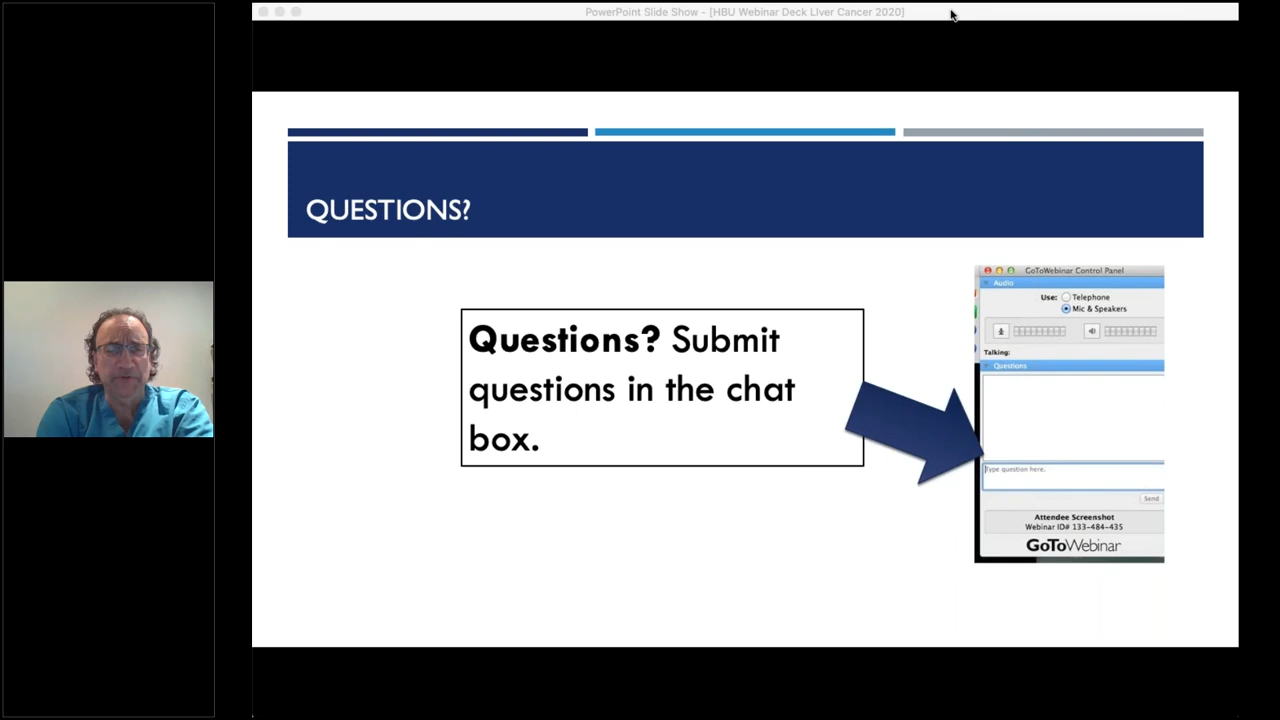 PowerPoint Slide Show - [HBU Webinar Deck LIver Cancer 2020]
QUESTIONS?
Questions? Submit
questions in the chat
box.
GoToWebinar Control Panel
Audio
Use: Telephone
Mic & Speakers
Talking:
Questions
Type question here.
Send
Attendee Screenshot
Webinar ID# 133-484-435
GoToWebinar